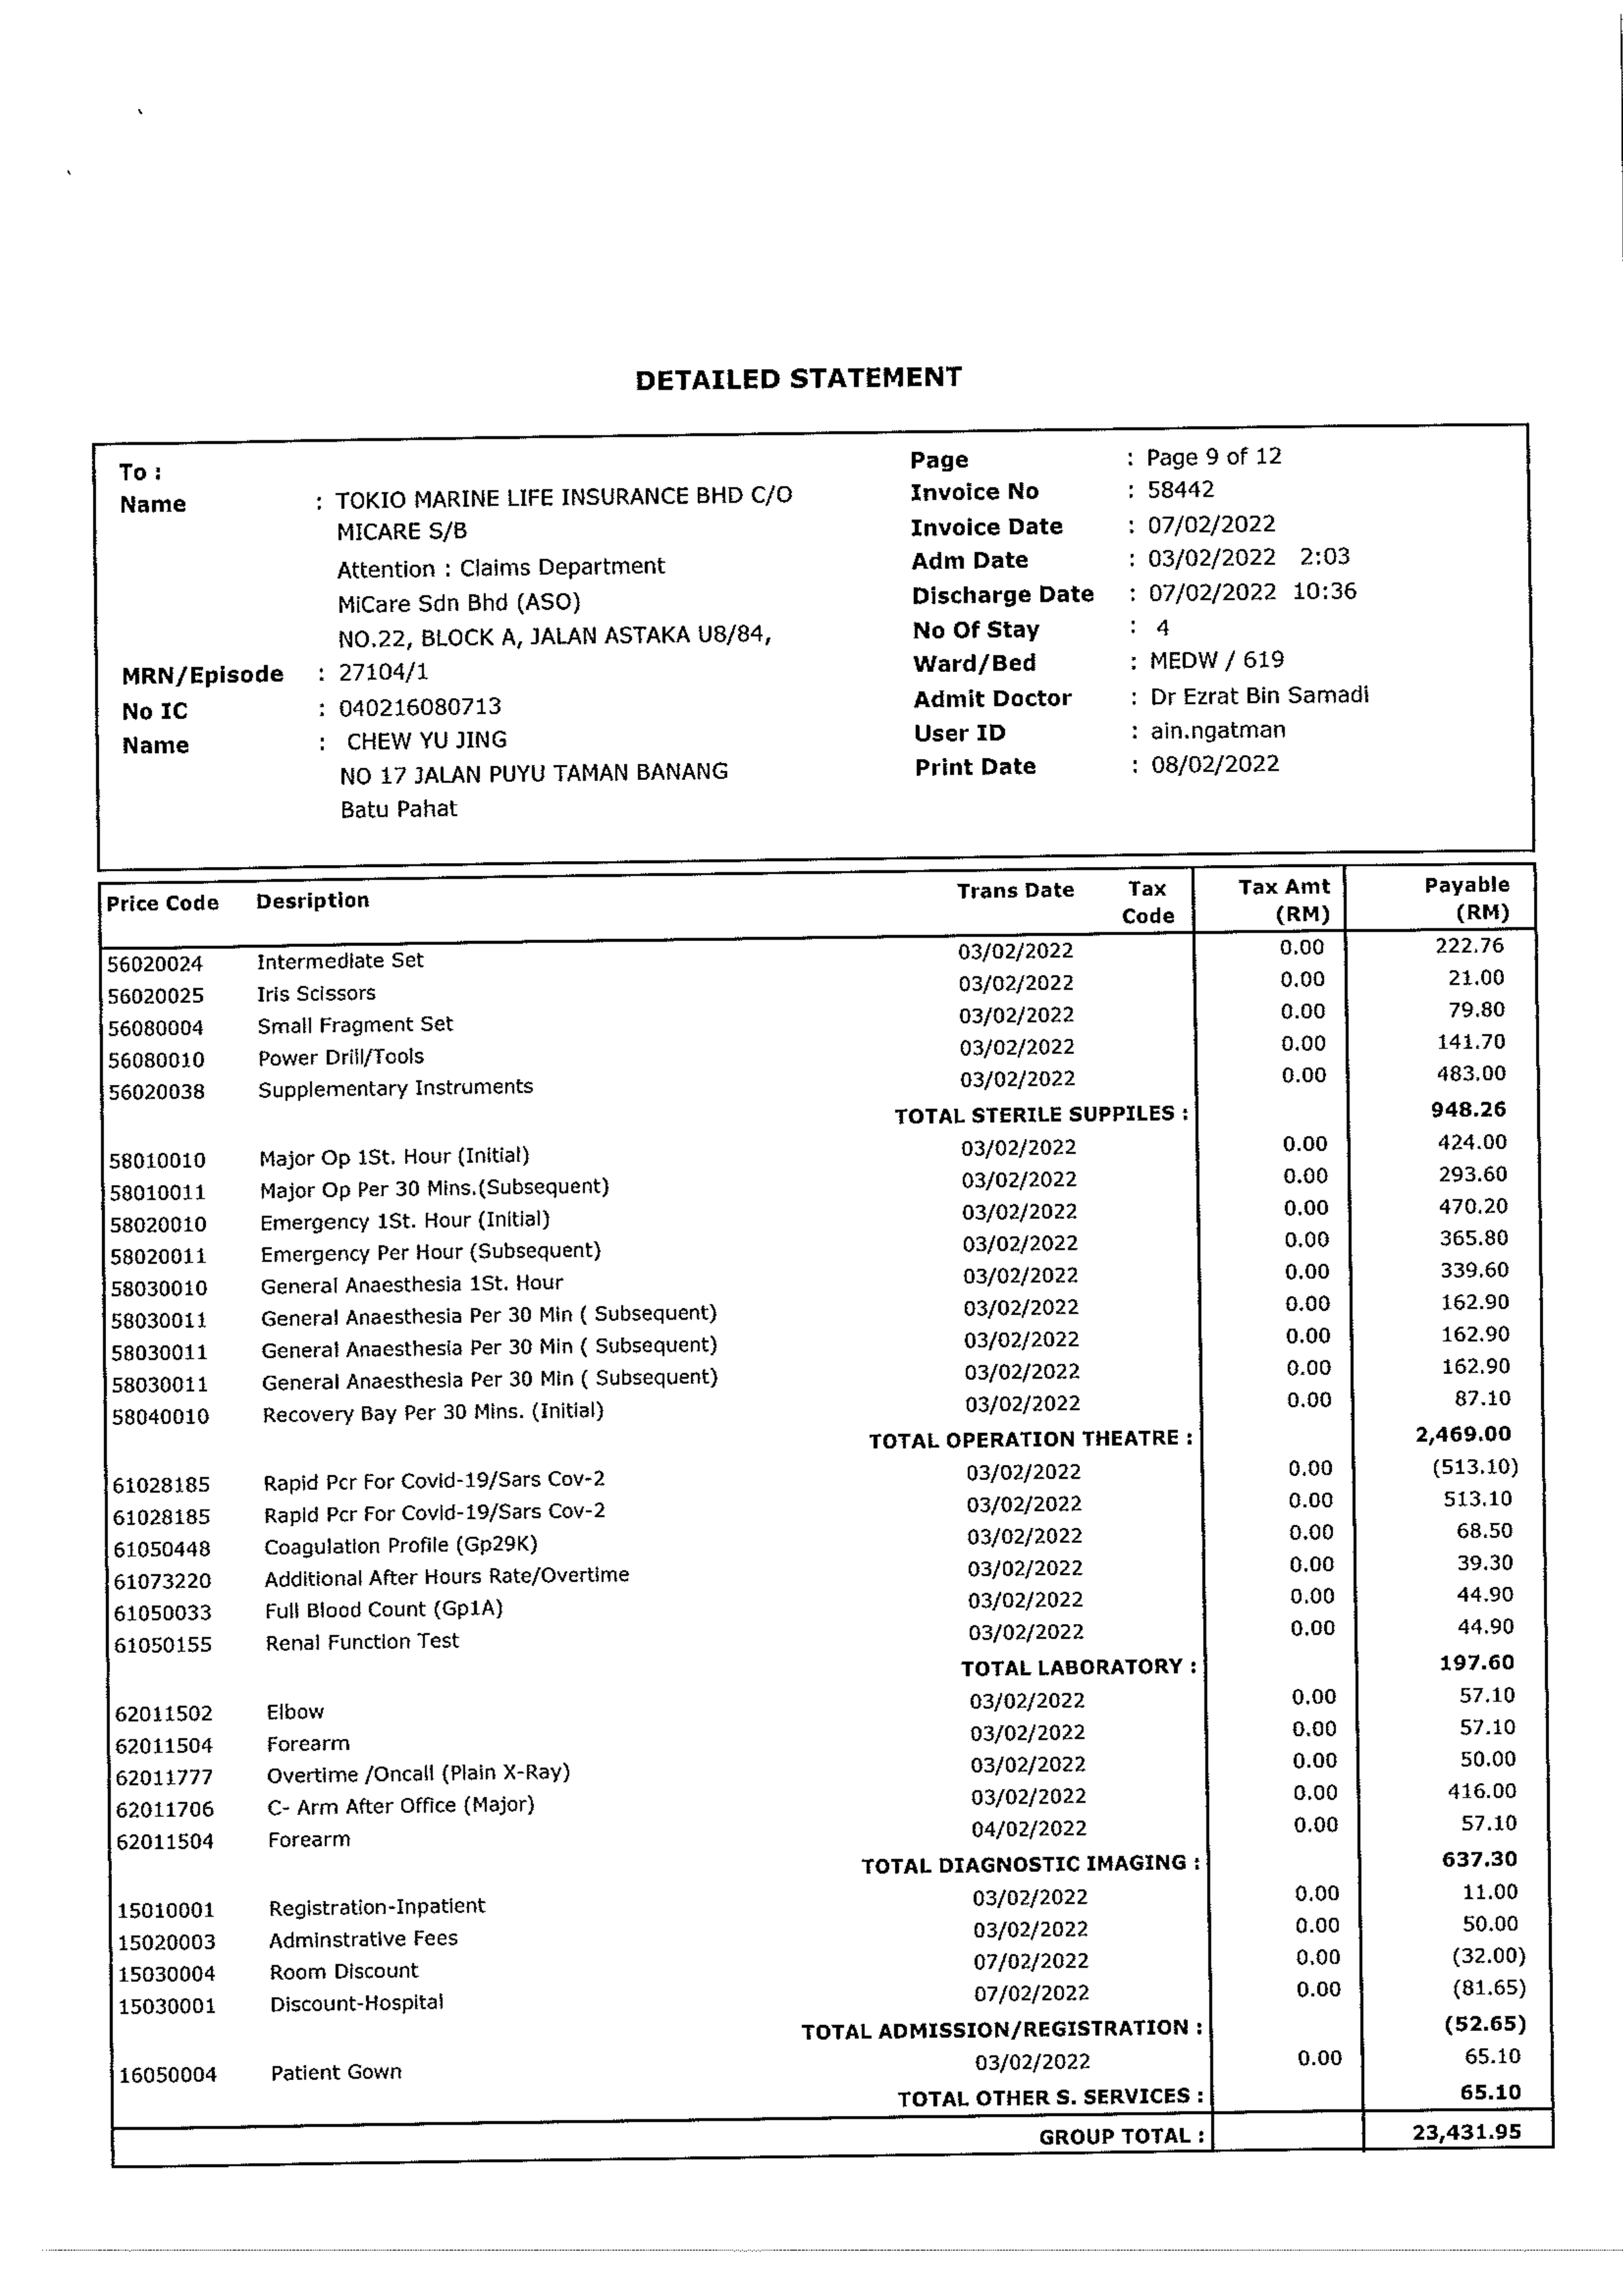 DETAILED STATEMENT
To :
Name : TOKIO MARINE LIFE INSURANCE BHD C/O
MICARE S/B
Attention : Claims Department
MiCare Sdn Bhd (ASO)
NO.22, BLOCK A, JALAN ASTAKA U8/84,
MRN/Episode : 27104/1
No IC : 040216080713
Name : CHEW YU JING
NO 17 JALAN PUYU TAMAN BANANG
Batu Pahat
Page : Page 9 of 12
Invoice No : 58442
Invoice Date : 07/02/2022
Adm Date : 03/02/2022 2:03
Discharge Date : 07/02/2022 10:36
No Of Stay : 4
Ward/Bed : MEDW / 619
Admit Doctor : Dr Ezrat Bin Samadi
User ID : ain.ngatman
Print Date : 08/02/2022
Price Code Desription Trans Date Tax Code Tax Amt (RM) Payable (RM)
56020024 Intermediate Set 03/02/2022 0.00 222.76
56020025 Iris Scissors 03/02/2022 0.00 21.00
56080004 Small Fragment Set 03/02/2022 0.00 79.80
56080010 Power Drill/Tools 03/02/2022 0.00 141.70
56020038 Supplementary Instruments 03/02/2022 0.00 483.00
TOTAL STERILE SUPPILES : 948.26
58010010 Major Op 1St. Hour (Initial) 03/02/2022 0.00 424.00
58010011 Major Op Per 30 Mins.(Subsequent) 03/02/2022 0.00 293.60
58020010 Emergency 1St. Hour (Initial) 03/02/2022 0.00 470.20
58020011 Emergency Per Hour (Subsequent) 03/02/2022 0.00 365.80
58030010 General Anaesthesia 1St. Hour 03/02/2022 0.00 339.60
58030011 General Anaesthesia Per 30 Min ( Subsequent) 03/02/2022 0.00 162.90
58030011 General Anaesthesia Per 30 Min ( Subsequent) 03/02/2022 0.00 162.90
58030011 General Anaesthesia Per 30 Min ( Subsequent) 03/02/2022 0.00 162.90
58040010 Recovery Bay Per 30 Mins. (Initial) 03/02/2022 0.00 87.10
TOTAL OPERATION THEATRE : 2,469.00
61028185 Rapid Pcr For Covid-19/Sars Cov-2 03/02/2022 0.00 (513.10)
61028185 Rapid Pcr For Covid-19/Sars Cov-2 03/02/2022 0.00 513.10
61050448 Coagulation Profile (Gp29K) 03/02/2022 0.00 68.50
61073220 Additional After Hours Rate/Overtime 03/02/2022 0.00 39.30
61050033 Full Blood Count (Gp1A) 03/02/2022 0.00 44.90
61050155 Renal Function Test 03/02/2022 0.00 44.90
TOTAL LABORATORY : 197.60
62011502 Elbow 03/02/2022 0.00 57.10
62011504 Forearm 03/02/2022 0.00 57.10
62011777 Overtime /Oncall (Plain X-Ray) 03/02/2022 0.00 50.00
62011706 C- Arm After Office (Major) 03/02/2022 0.00 416.00
62011504 Forearm 04/02/2022 0.00 57.10
TOTAL DIAGNOSTIC IMAGING : 637.30
15010001 Registration-Inpatient 03/02/2022 0.00 11.00
15020003 Adminstrative Fees 03/02/2022 0.00 50.00
15030004 Room Discount 07/02/2022 0.00 (32.00)
15030001 Discount-Hospital 07/02/2022 0.00 (81.65)
TOTAL ADMISSION/REGISTRATION : (52.65)
16050004 Patient Gown 03/02/2022 0.00 65.10
TOTAL OTHER S. SERVICES : 65.10
GROUP TOTAL : 23,431.95